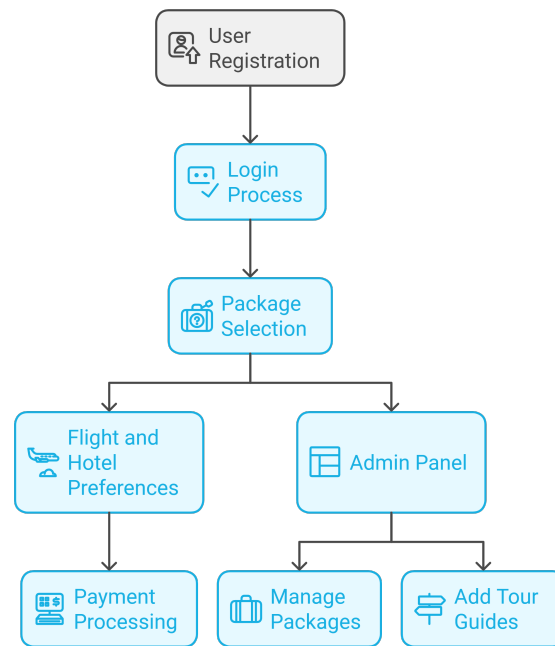 User
Registration
Login
Process
Package
Selection
Flight and
Hotel
Preferences
Admin Panel
Payment
Processing
Manage
Packages
Add Tour
Guides